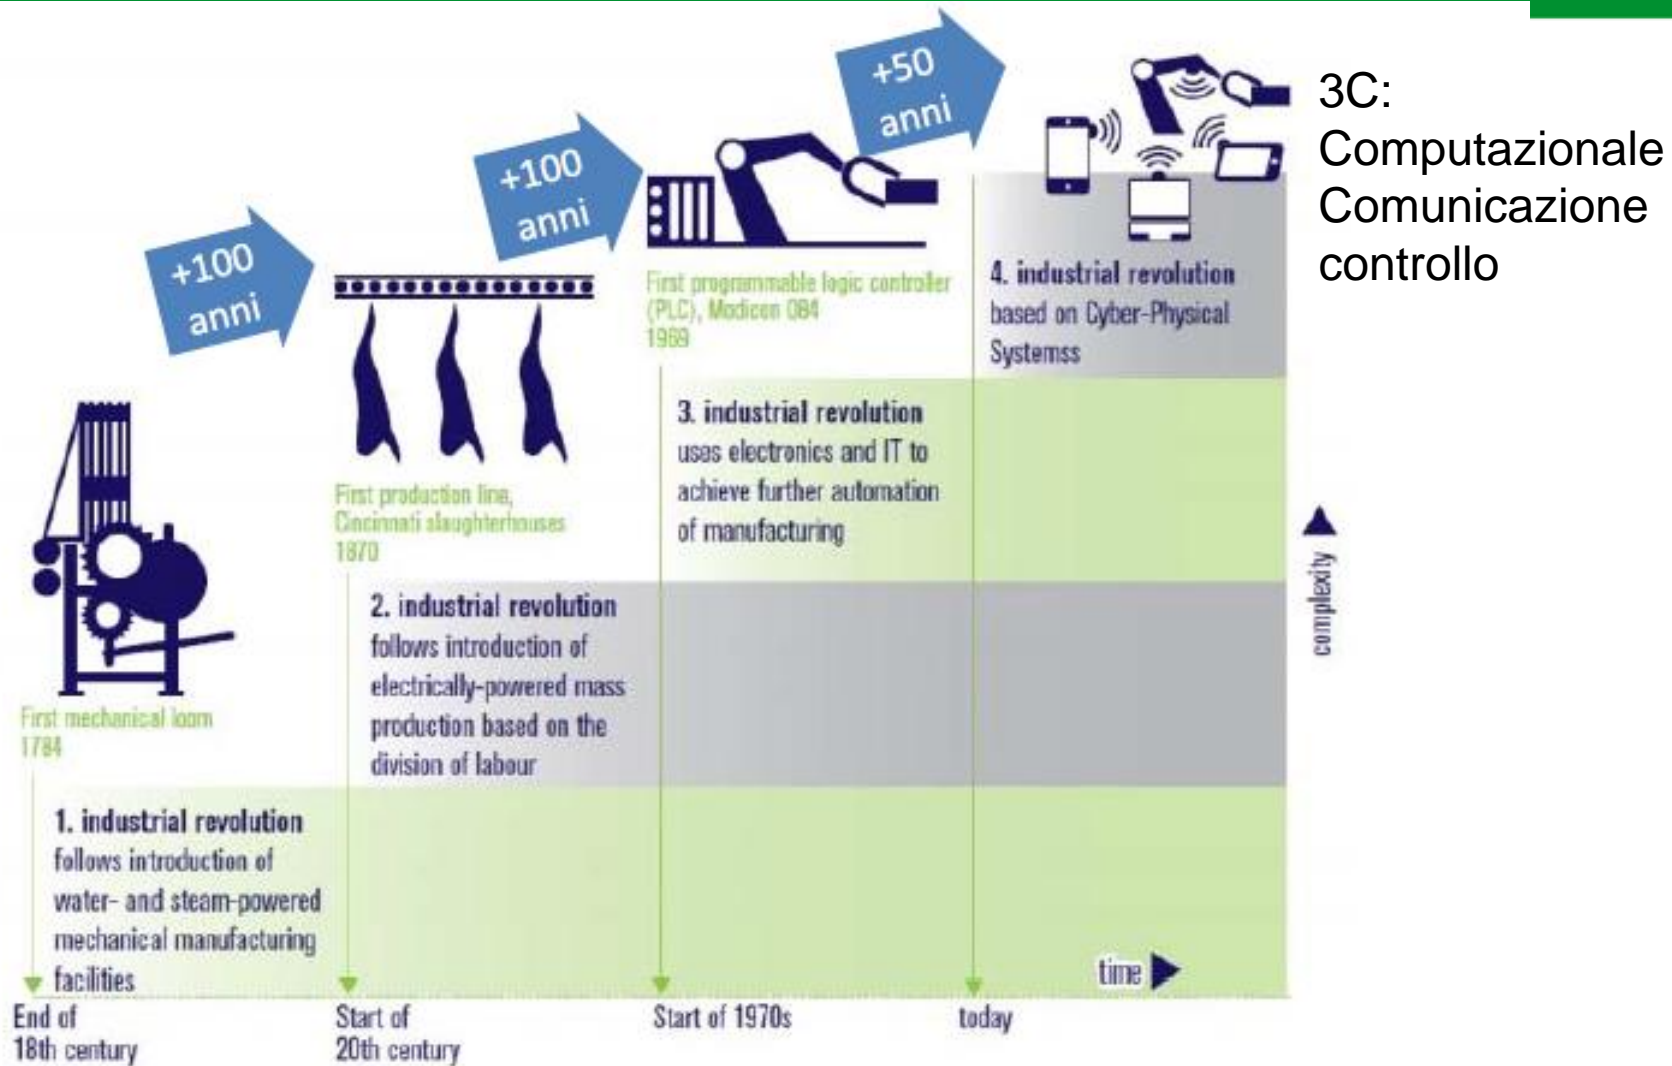 +100
anni
+100
anni
+50
anni
3C:
Computazionale
Comunicazione
controllo
First mechanical loom
1784
First production line,
Cincinnati slaughterhouses
1870
First programmable logic controller
(PLC), Modicon 084
1969
4. industrial revolution
based on Cyber-Physical
Systemss
3. industrial revolution
uses electronics and IT to
achieve further automation
of manufacturing
2. industrial revolution
follows introduction of
electrically-powered mass
production based on the
division of labour
1. industrial revolution
follows introduction of
water- and steam-powered
mechanical manufacturing
facilities
complexity
time
End of
18th century
Start of
20th century
Start of 1970s
today